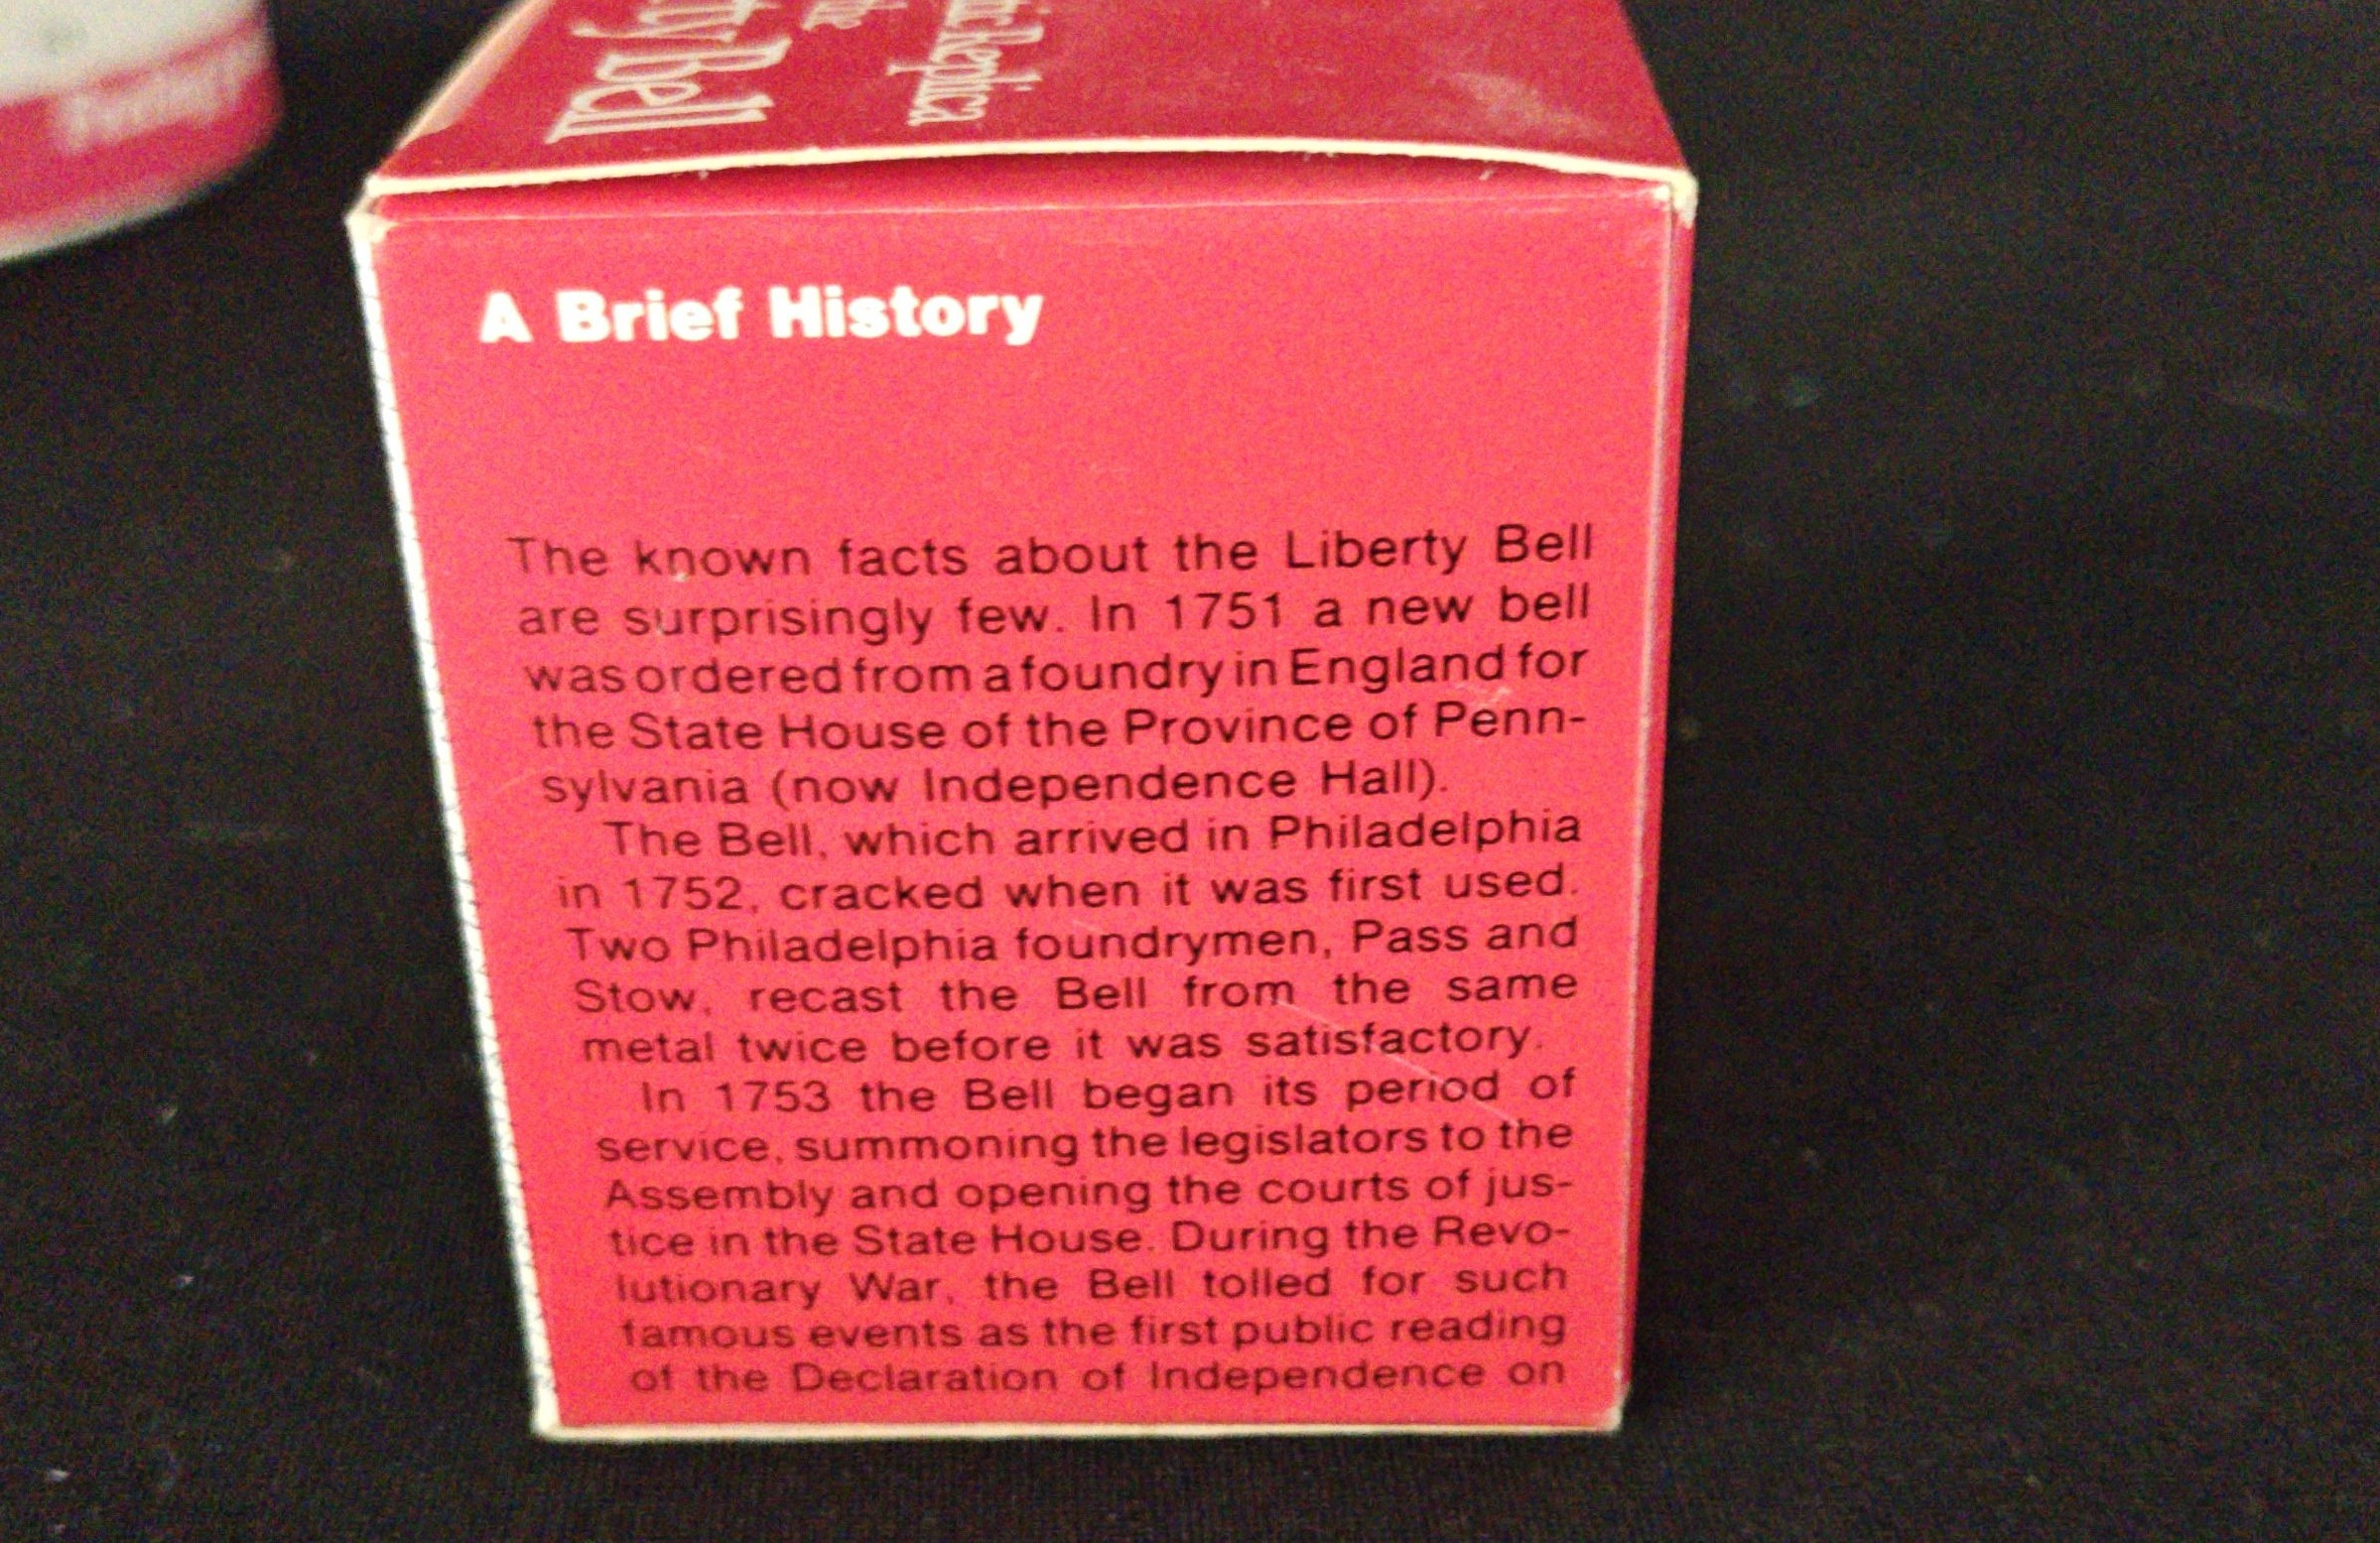 Replica
the
Bell
A Brief History
The known facts about the Liberty Bell
are surprisingly few. In 1751 a new bell
was ordered from a foundry in England for
the State House of the Province of Penn-
sylvania (now Independence Hall).
The Bell, which arrived in Philadelphia
in 1752, cracked when it was first used.
Two Philadelphia foundrymen, Pass and
Stow, recast the Bell from the same
metal twice before it was satisfactory.
In 1753 the Bell began its period of
service, summoning the legislators to the
Assembly and opening the courts of jus-
tice in the State House. During the Revo-
lutionary War, the Bell tolled for such
famous events as the first public reading
of the Declaration of Independence on